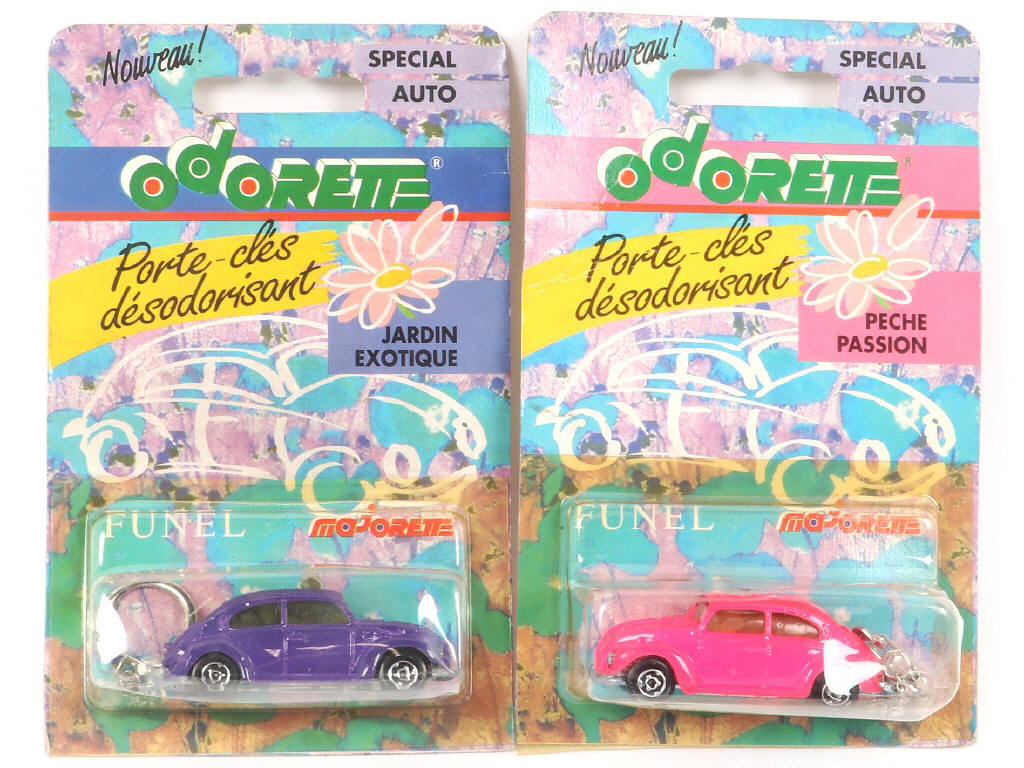 Nouveau!
SPECIAL
AUTO
ODORETTE ®
Porte-clés
désodorisant
JARDIN
EXOTIQUE
FUNEL
MAJORETTE
Nouveau!
SPECIAL
AUTO
ODORETTE ®
Porte-clés
désodorisant
PECHE
PASSION
FUNEL
MAJORETTE